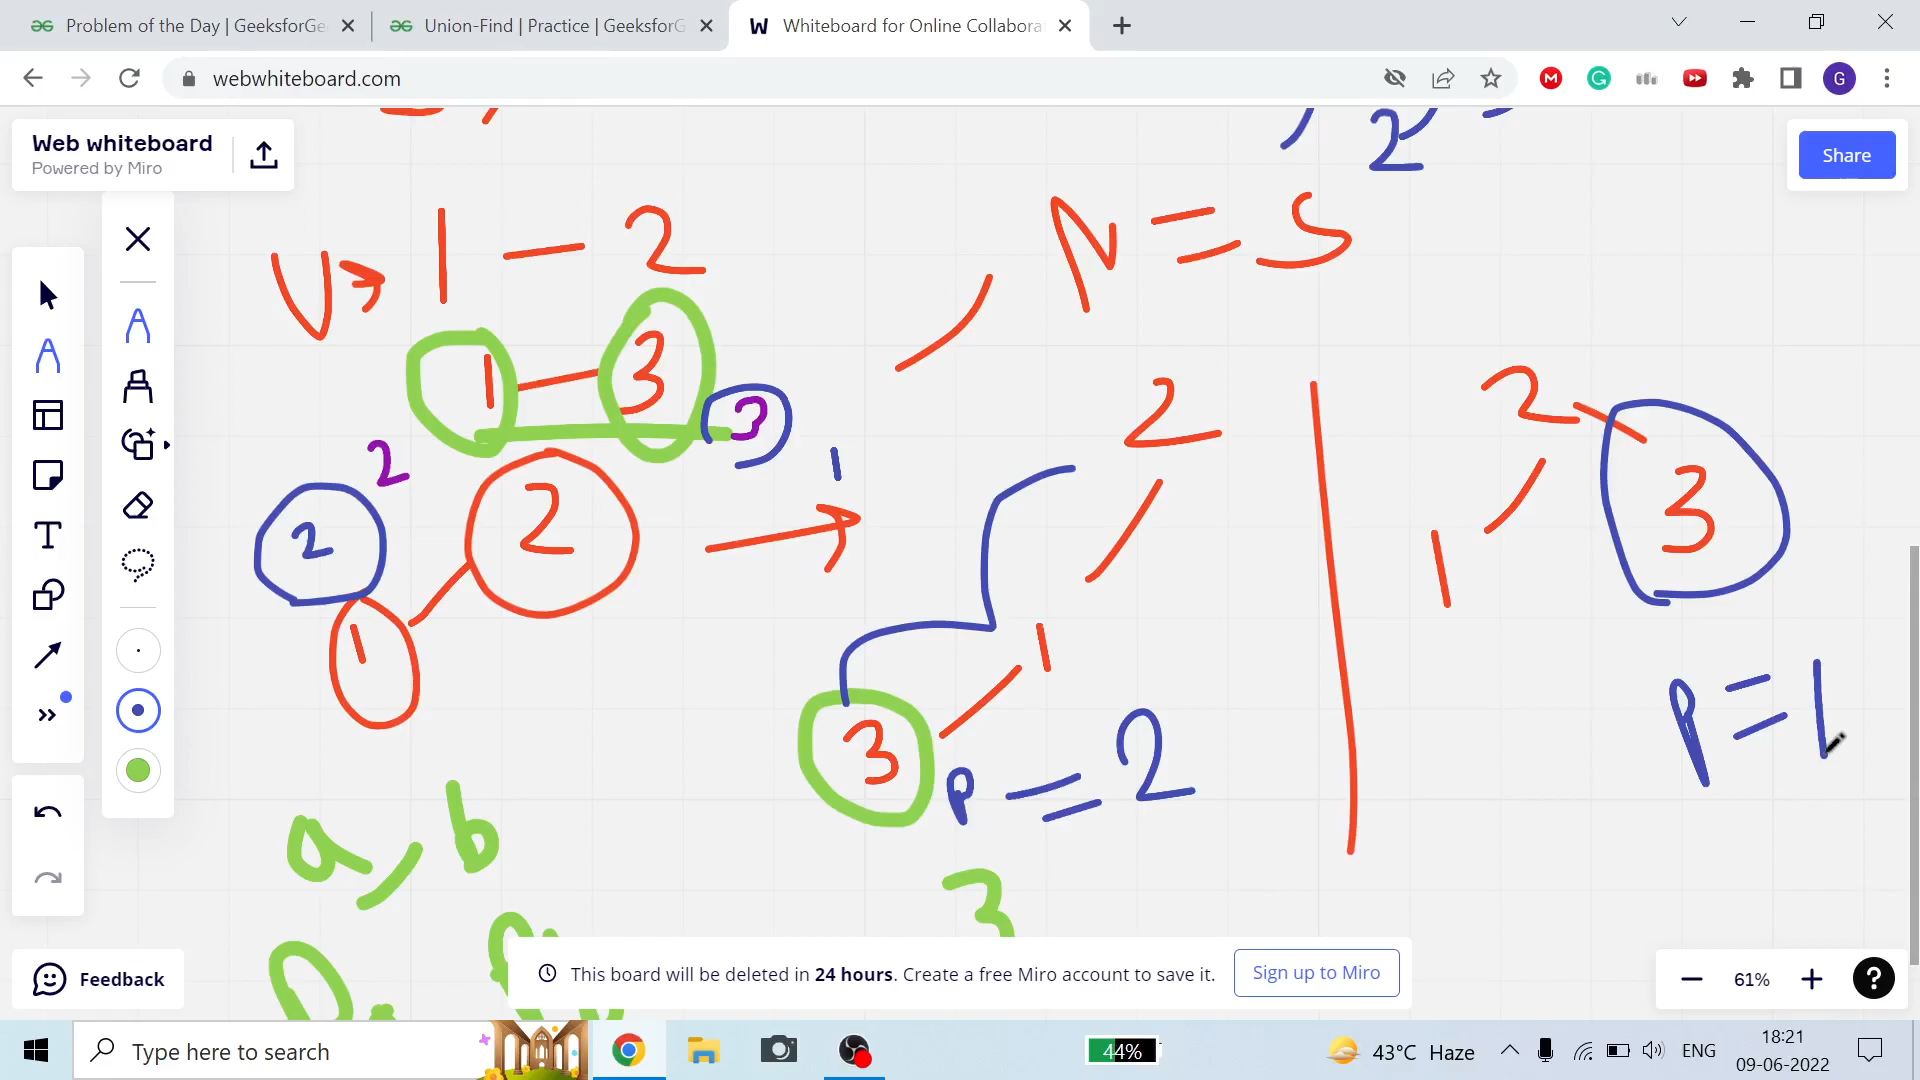 Problem of the Day | GeeksforGe
Union-Find | Practice | GeeksforG
Whiteboard for Online Collabora
webwhiteboard.com
M
G
Web whiteboard
Powered by Miro
Share
2
U → 1 – 2
N = 5
1 – 3
3
2
2
2
1
2
2
3
1
1
1
3
P = 2
P = 1
a, b
3
Feedback
This board will be deleted in 24 hours. Create a free Miro account to save it.
Sign up to Miro
61%
?
Type here to search
44%
43°C Haze
ENG
18:21
09-06-2022